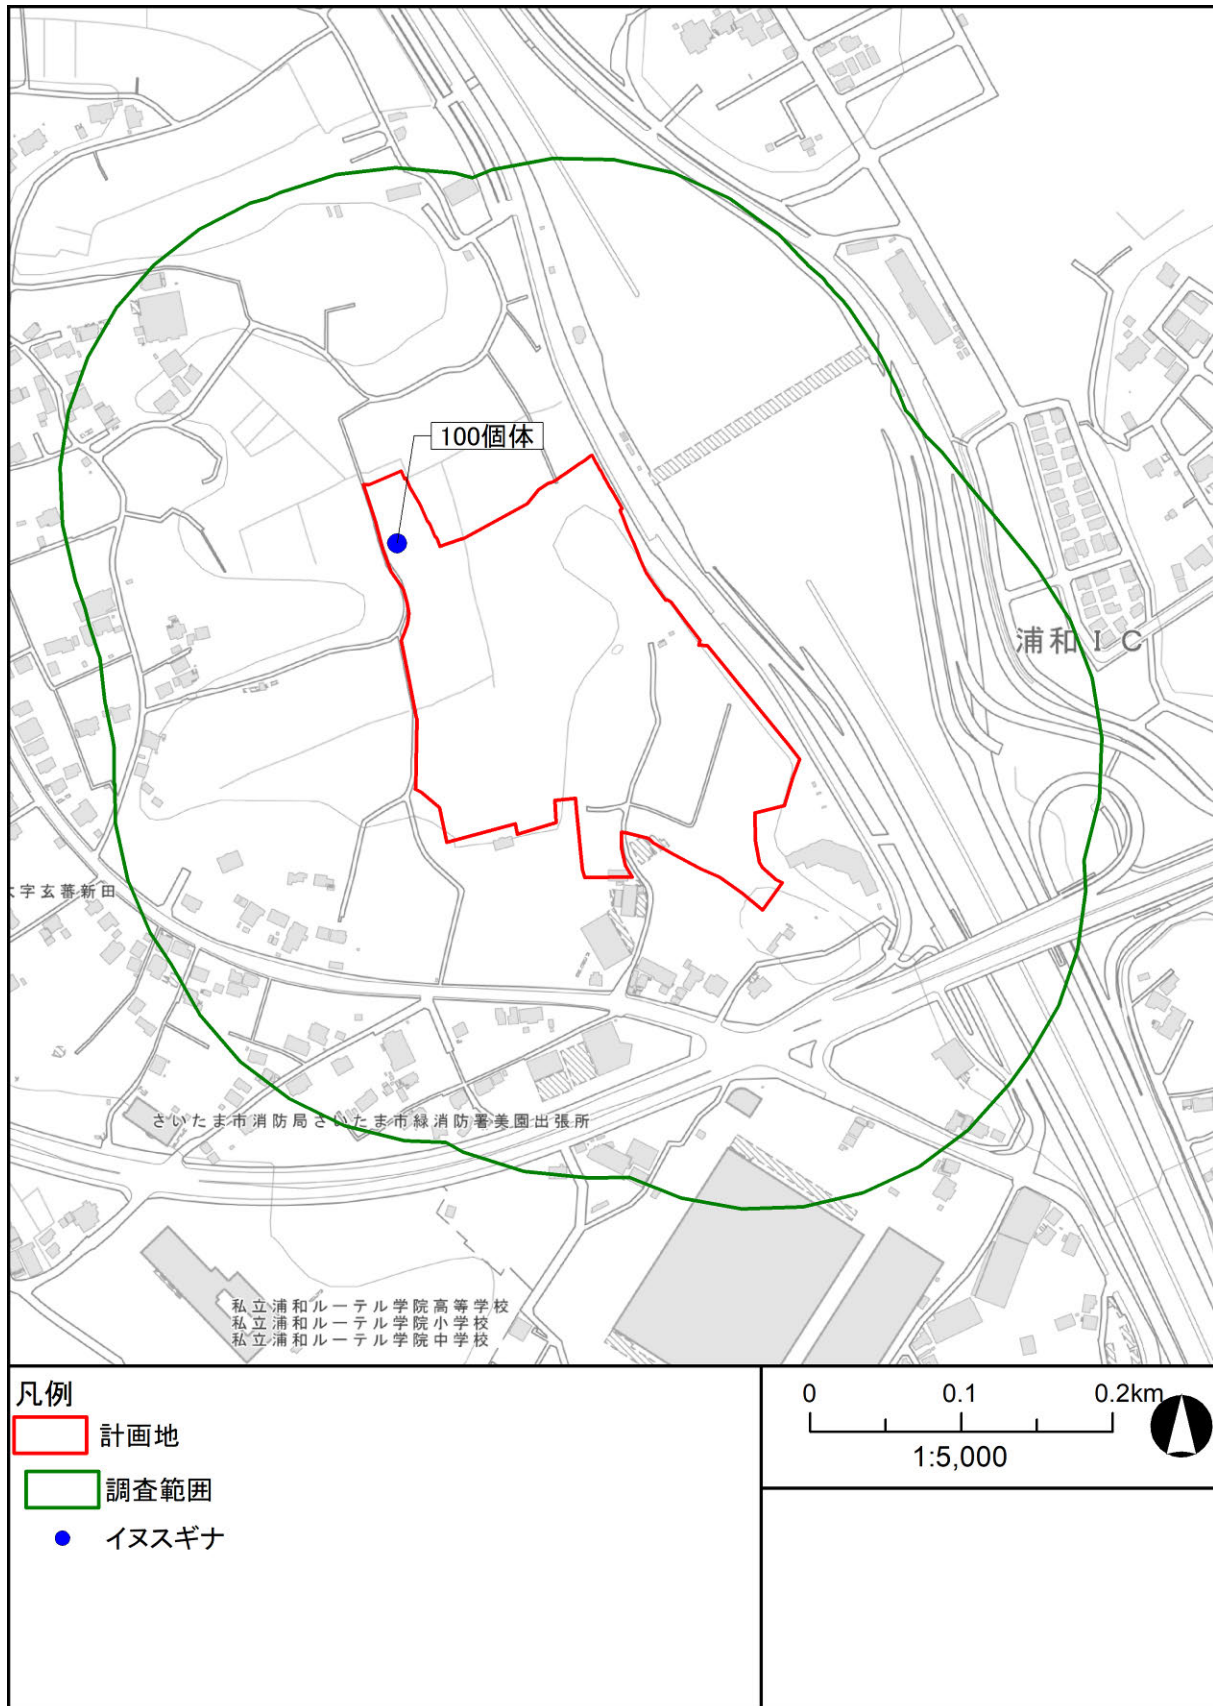 100個体
浦和IC
大字玄蕃新田
さいたま市消防局さいたま市緑消防署美園出張所
私立浦和ルーテル学院高等学校
私立浦和ルーテル学院小学校
私立浦和ルーテル学院中学校
凡例
計画地
調査範囲
イヌスギナ
0 0.1 0.2km
1:5,000